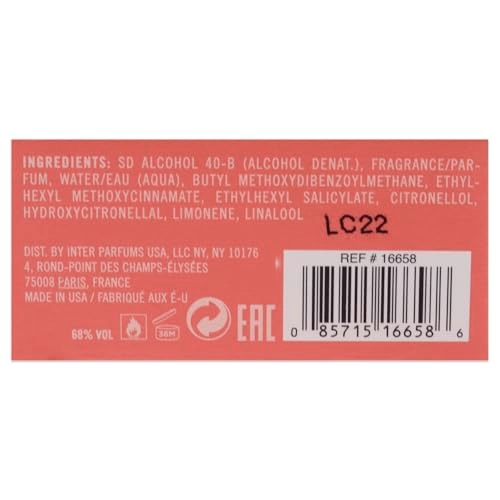 INGREDIENTS: SD ALCOHOL 40-B (ALCOHOL DENAT.), FRAGRANCE/PAR-
FUM, WATER/EAU (AQUA), BUTYL METHOXYDIBENZOYLMETHANE, ETHYL-
HEXYL METHOXYCINNAMATE, ETHYLHEXYL SALICYLATE, CITRONELLOL,
HYDROXYCITRONELLAL, LIMONENE, LINALOOL
LC22
DIST. BY INTER PARFUMS USA, LLC NY, NY 10176
4, ROND-POINT DES CHAMPS-ÉLYSÉES
75008 PARIS, FRANCE
MADE IN USA / FABRIQUÉ AUX É-U
68% VOL
36M
EAC
REF # 16658
0 85715 16658 6